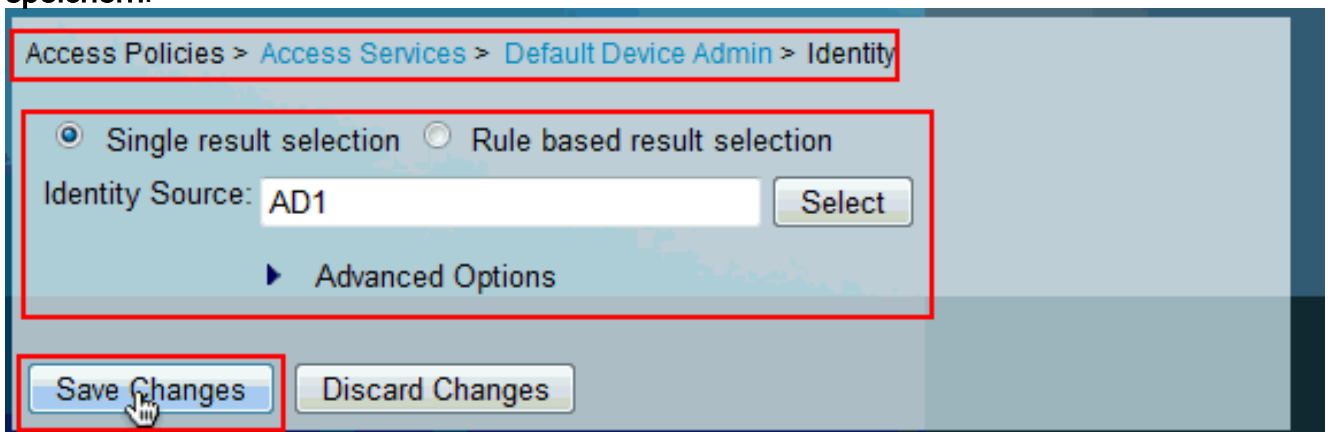 speichern.
Access Policies > Access Services > Default Device Admin > Identity
Single result selection Rule based result selection
Identity Source: AD1 Select
Advanced Options
Save Changes Discard Changes